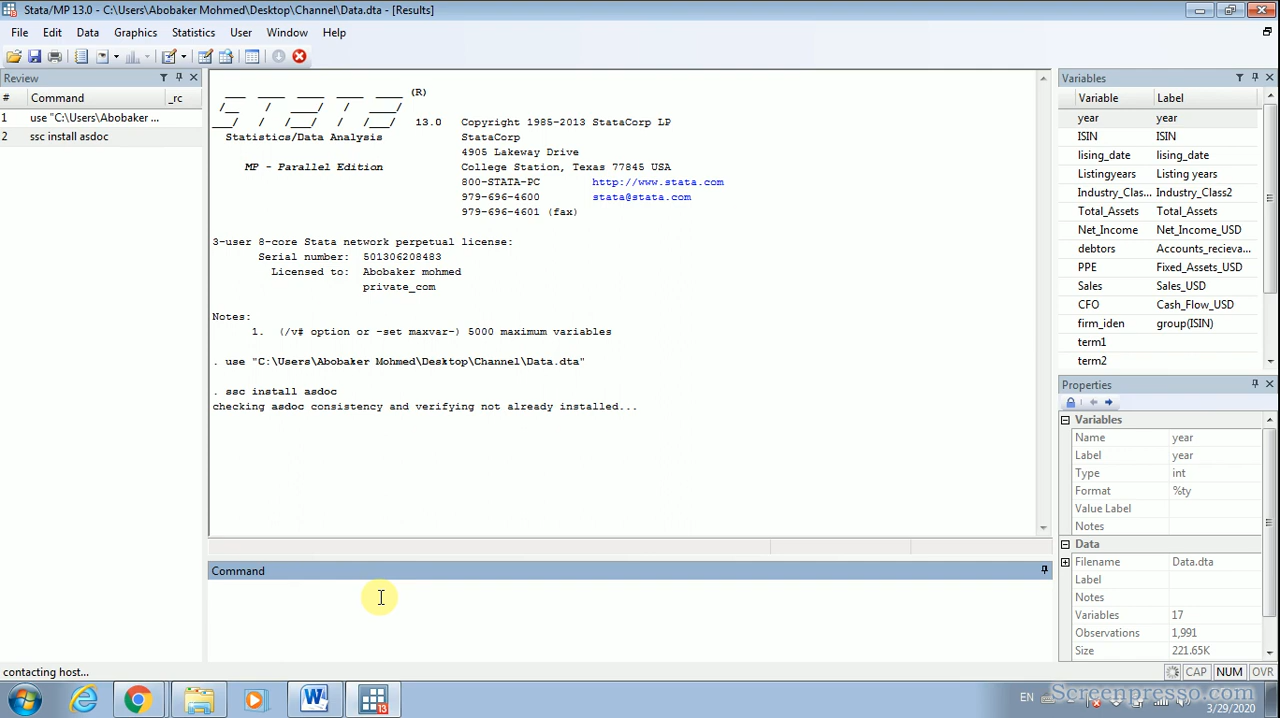 Stata/MP 13.0 - C:\Users\Abobaker Mohmed\Desktop\Channel\Data.dta - [Results]
File Edit Data Graphics Statistics User Window Help
Review
# Command _rc
1 use "C:\Users\Abobaker ...
2 ssc install asdoc
(R)
13.0 Copyright 1985-2013 StataCorp LP
Statistics/Data Analysis StataCorp
4905 Lakeway Drive
MP - Parallel Edition College Station, Texas 77845 USA
800-STATA-PC http://www.stata.com
979-696-4600 stata@stata.com
979-696-4601 (fax)
3-user 8-core Stata network perpetual license:
Serial number: 501306208483
Licensed to: Abobaker mohmed
private_com
Notes:
1. (/v# option or -set maxvar-) 5000 maximum variables
. use "C:\Users\Abobaker Mohmed\Desktop\Channel\Data.dta"
. ssc install asdoc
checking asdoc consistency and verifying not already installed...
Command
Variables
Variable Label
year year
ISIN ISIN
lising_date lising_date
Listingyears Listing years
Industry_Clas... Industry_Class2
Total_Assets Total_Assets
Net_Income Net_Income_USD
debtors Accounts_recieva...
PPE Fixed_Assets_USD
Sales Sales_USD
CFO Cash_Flow_USD
firm_iden group(ISIN)
term1
term2
Properties
Variables
Name year
Label year
Type int
Format %ty
Value Label
Notes
Data
Filename Data.dta
Label
Notes
Variables 17
Observations 1,991
Size 221.65K
contacting host...
CAP NUM OVR
13
EN
Screenpresso.com
3/29/2020